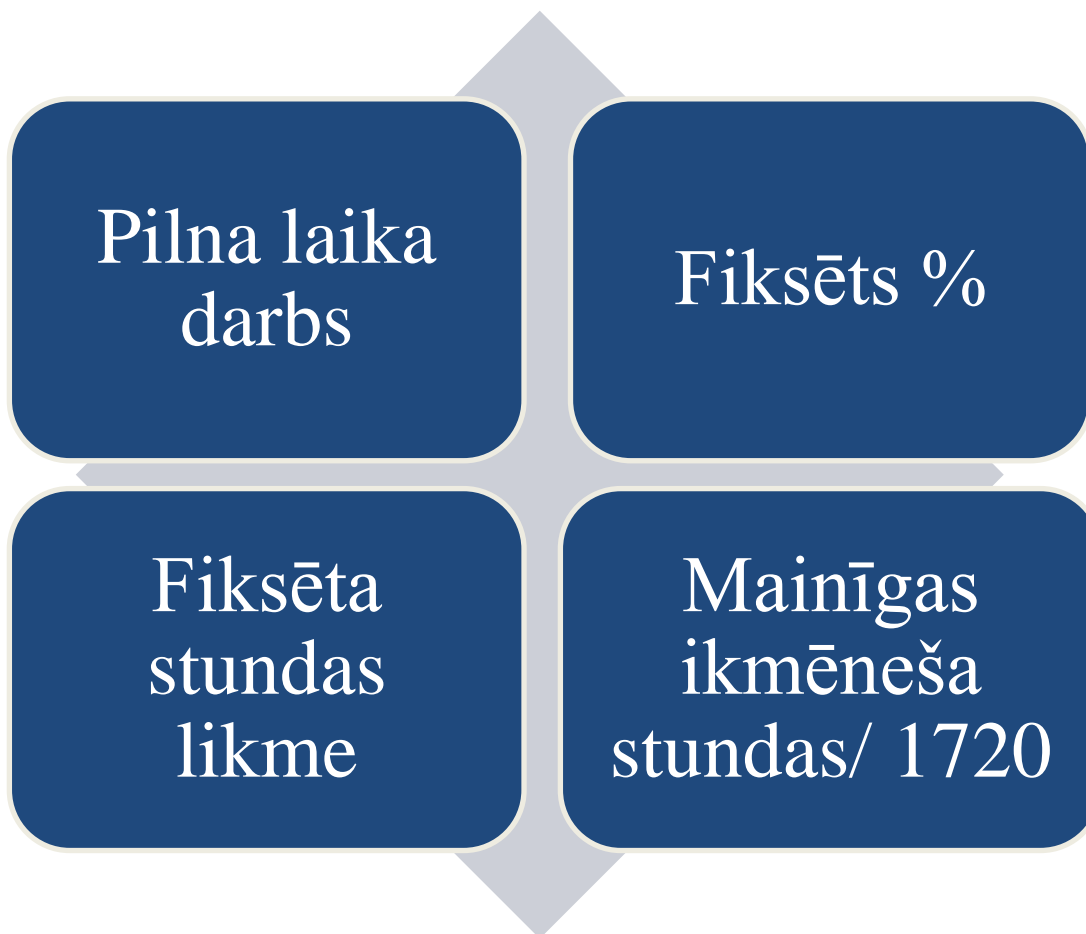 Pilna laika
darbs
Fiksēts %
Fiksēta
stundas
likme
Mainīgas
ikmēneša
stundas/ 1720